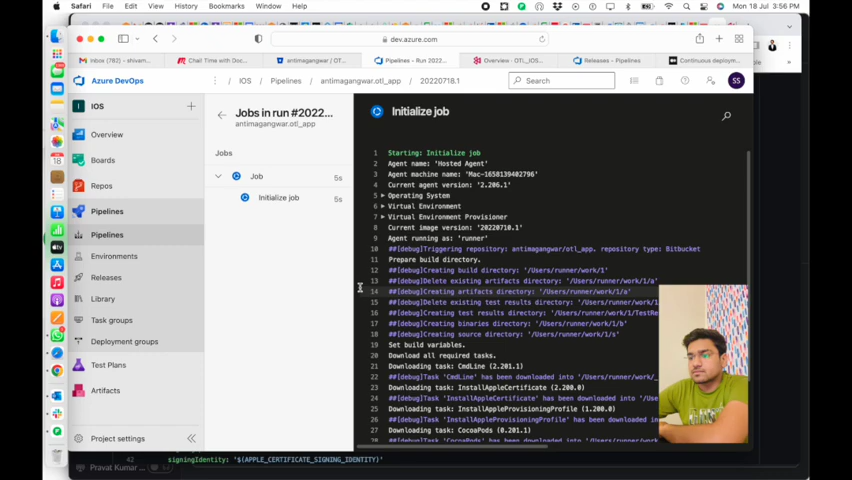 Safari File Edit View History Bookmarks Window Help
Mon 18 Jul 3:56 PM
dev.azure.com
Inbox (782) – shivam...
Chai Time with Doc...
antimagangwar / OT...
Pipelines - Run 2022...
Overview - OTL_IOS...
Releases - Pipelines
Continuous deploym...
Azure DevOps
IOS / Pipelines / antimagangwar.otl_app / 20220718.1
Search
SS
I IOS
Overview
Boards
Repos
Pipelines
Pipelines
Environments
Releases
Library
Task groups
Deployment groups
Test Plans
Artifacts
Project settings
Jobs in run #2022...
antimagangwar.otl_app
Jobs
Job 5s
Initialize job 5s
Initialize job
1 Starting: Initialize job
2 Agent name: 'Hosted Agent'
3 Agent machine name: 'Mac-1658139402796'
4 Current agent version: '2.206.1'
5 Operating System
6 Virtual Environment
7 Virtual Environment Provisioner
8 Current image version: '20220710.1'
9 Agent running as: 'runner'
10 ##[debug]Triggering repository: antimagangwar/otl_app. repository type: Bitbucket
11 Prepare build directory.
12 ##[debug]Creating build directory: '/Users/runner/work/1'
13 ##[debug]Delete existing artifacts directory: '/Users/runner/work/1/a'
14 ##[debug]Creating artifacts directory: '/Users/runner/work/1/a'
15 ##[debug]Delete existing test results directory: '/Users/runner/work/1/
16 ##[debug]Creating test results directory: '/Users/runner/work/1/TestRe
17 ##[debug]Creating binaries directory: '/Users/runner/work/1/b'
18 ##[debug]Creating source directory: '/Users/runner/work/1/s'
19 Set build variables.
20 Download all required tasks.
21 Downloading task: CmdLine (2.201.1)
22 ##[debug]Task 'CmdLine' has been downloaded into '/Users/runner/work/_
23 Downloading task: InstallAppleCertificate (2.200.0)
24 ##[debug]Task 'InstallAppleCertificate' has been downloaded into '/User
25 Downloading task: InstallAppleProvisioningProfile (1.200.0)
26 ##[debug]Task 'InstallAppleProvisioningProfile' has been downloaded in
27 Downloading task: CocoaPods (0.201.1)
28 ##[debug]Task 'CocoaPods' has been downloaded into '/Users/runner/work/
42 signingIdentity: '$(APPLE_CERTIFICATE_SIGNING_IDENTITY)'
Pravat Kumar